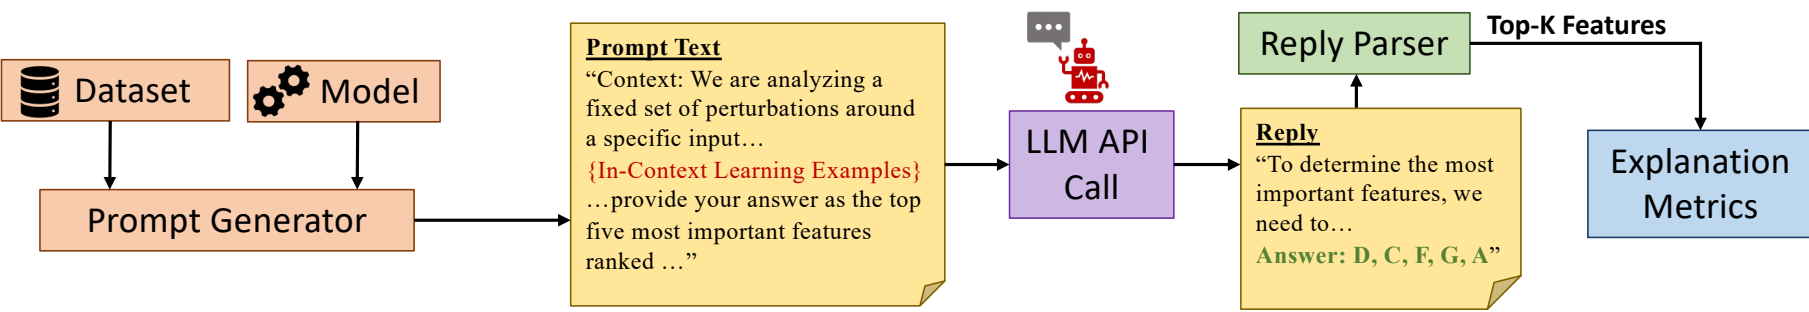 Dataset
Model
Prompt Generator
Prompt Text
“Context: We are analyzing a
fixed set of perturbations around
a specific input…
{In-Context Learning Examples}
…provide your answer as the top
five most important features
ranked …”
LLM API
Call
Reply
“To determine the most
important features, we
need to…
Answer: D, C, F, G, A”
Reply Parser
Top-K Features
Explanation
Metrics